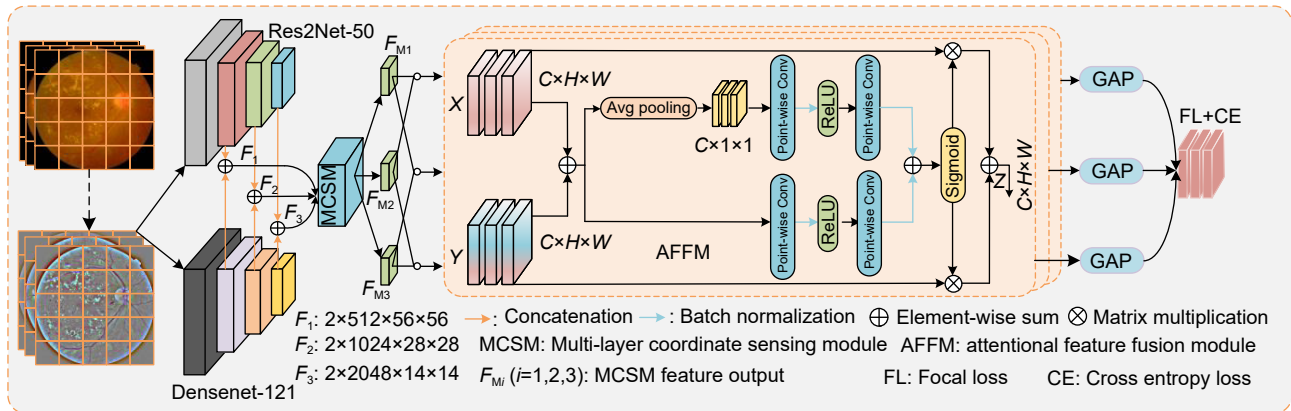 Res2Net-50
F₁
F₂
F₃
MCSM
Densenet-121
F_M1
F_M2
F_M3
X
C×H×W
Y
C×H×W
Avg pooling
C×1×1
Point-wise Conv
ReLU
Point-wise Conv
Point-wise Conv
ReLU
Point-wise Conv
AFFM
Sigmoid
Z
C×H×W
GAP
GAP
GAP
FL+CE
F₁: 2×512×56×56
: Concatenation
: Batch normalization
⊕ Element-wise sum
⊗ Matrix multiplication
F₂: 2×1024×28×28
MCSM: Multi-layer coordinate sensing module
AFFM: attentional feature fusion module
F₃: 2×2048×14×14
F_Mi (i=1,2,3): MCSM feature output
FL: Focal loss
CE: Cross entropy loss